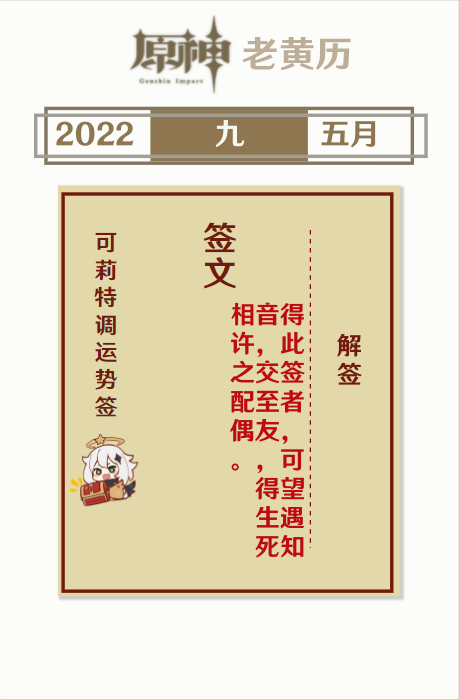 原神
Genshin Impact
老黄历
2022
九
五月
解签
得此签者，可望遇知
音，交至友，得生死
相许之配偶。
签文
可莉特调运势签